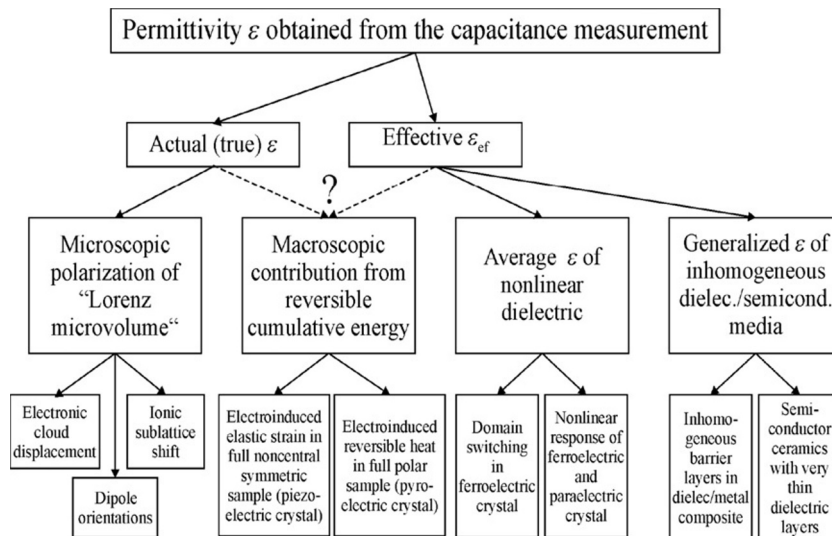 Permittivity ε obtained from the capacitance measurement
Actual (true) ε
Effective ε_ef
?
Microscopic
polarization of
“Lorenz
microvolume“
Macroscopic
contribution from
reversible
cumulative energy
Average ε of
nonlinear
dielectric
Generalized ε of
inhomogeneous
dielec./semicond.
media
Electronic
cloud
displacement
Dipole
orientations
Ionic
sublattice
shift
Electroinduced
elastic strain in
full noncentral
symmetric
sample (piezo-
electric crystal)
Electroinduced
reversible heat
in full polar
sample (pyro-
electric crystal)
Domain
switching in
ferroelectric
crystal
Nonlinear
response of
ferroelectric
and
paraelectric
crystal
Inhomo-
geneous
barrier
layers in
dielec/metal
composite
Semi-
conductor
ceramics
with very
thin
dielectric
layers